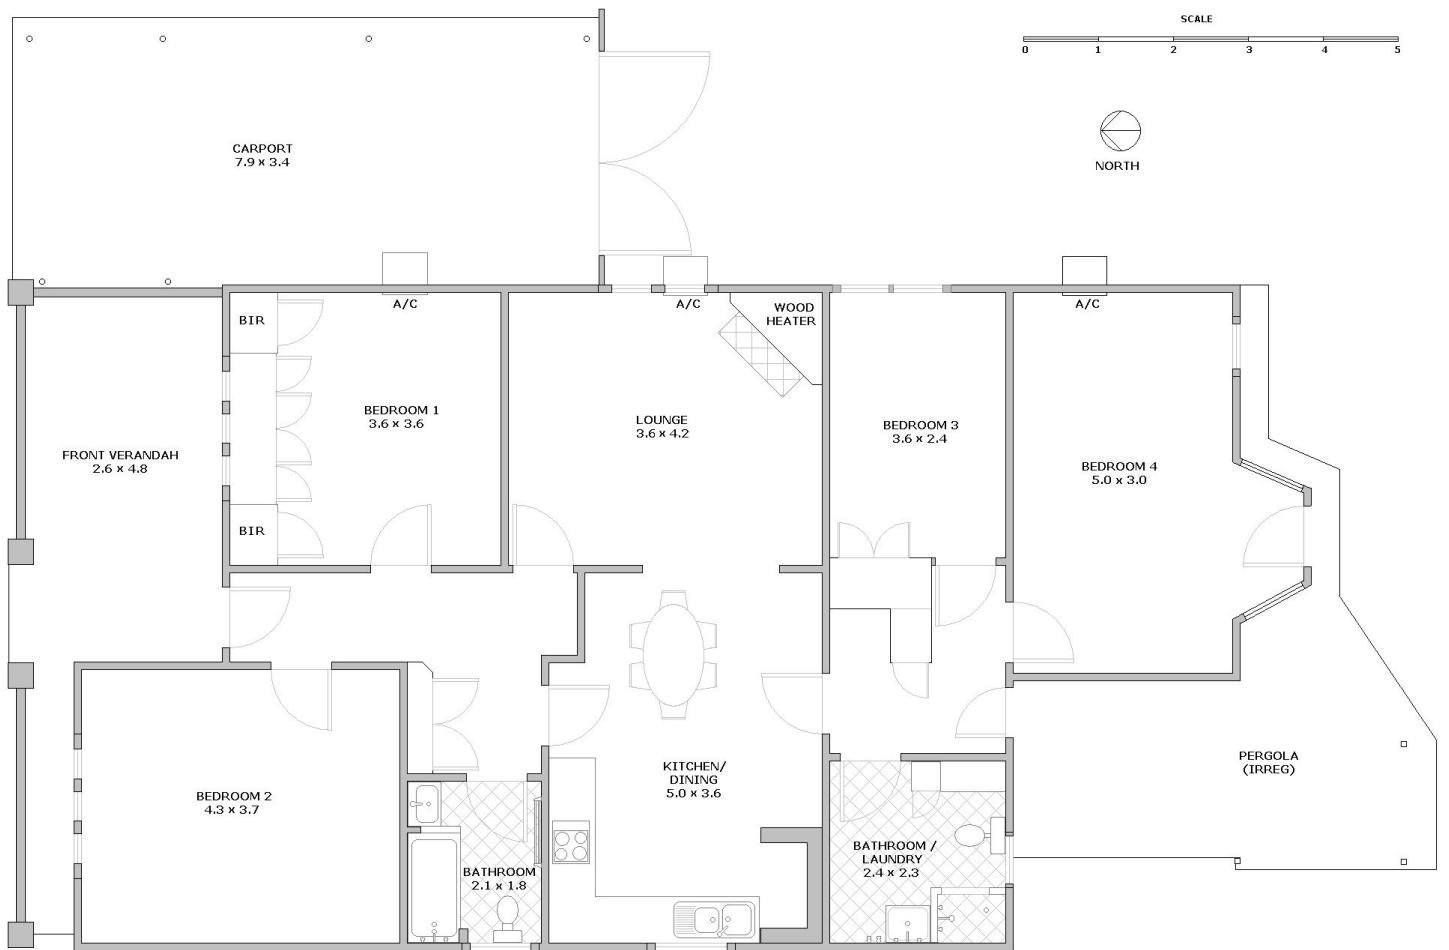 SCALE
0 1 2 3 4 5
NORTH
CARPORT
7.9 x 3.4
A/C
A/C
A/C
BIR
WOOD
HEATER
BEDROOM 1
3.6 x 3.6
LOUNGE
3.6 x 4.2
BEDROOM 3
3.6 x 2.4
FRONT VERANDAH
2.6 x 4.8
BEDROOM 4
5.0 x 3.0
BIR
KITCHEN/
DINING
5.0 x 3.6
PERGOLA
(IRREG)
BEDROOM 2
4.3 x 3.7
BATHROOM /
LAUNDRY
2.4 x 2.3
BATHROOM
2.1 x 1.8